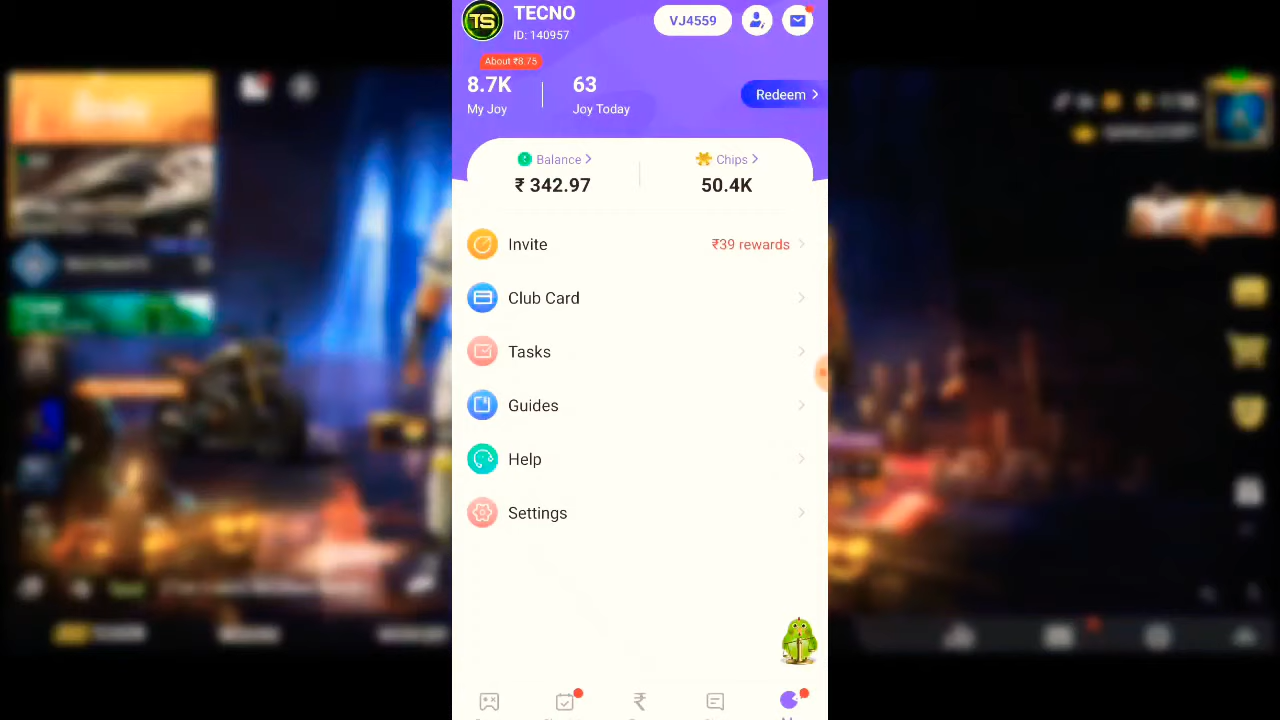 TS
TECNO
ID: 140957
VJ4559
About ₹8.75
8.7K
My Joy
63
Joy Today
Redeem
Balance
₹ 342.97
Chips
50.4K
Invite
₹39 rewards
Club Card
Tasks
Guides
Help
Settings